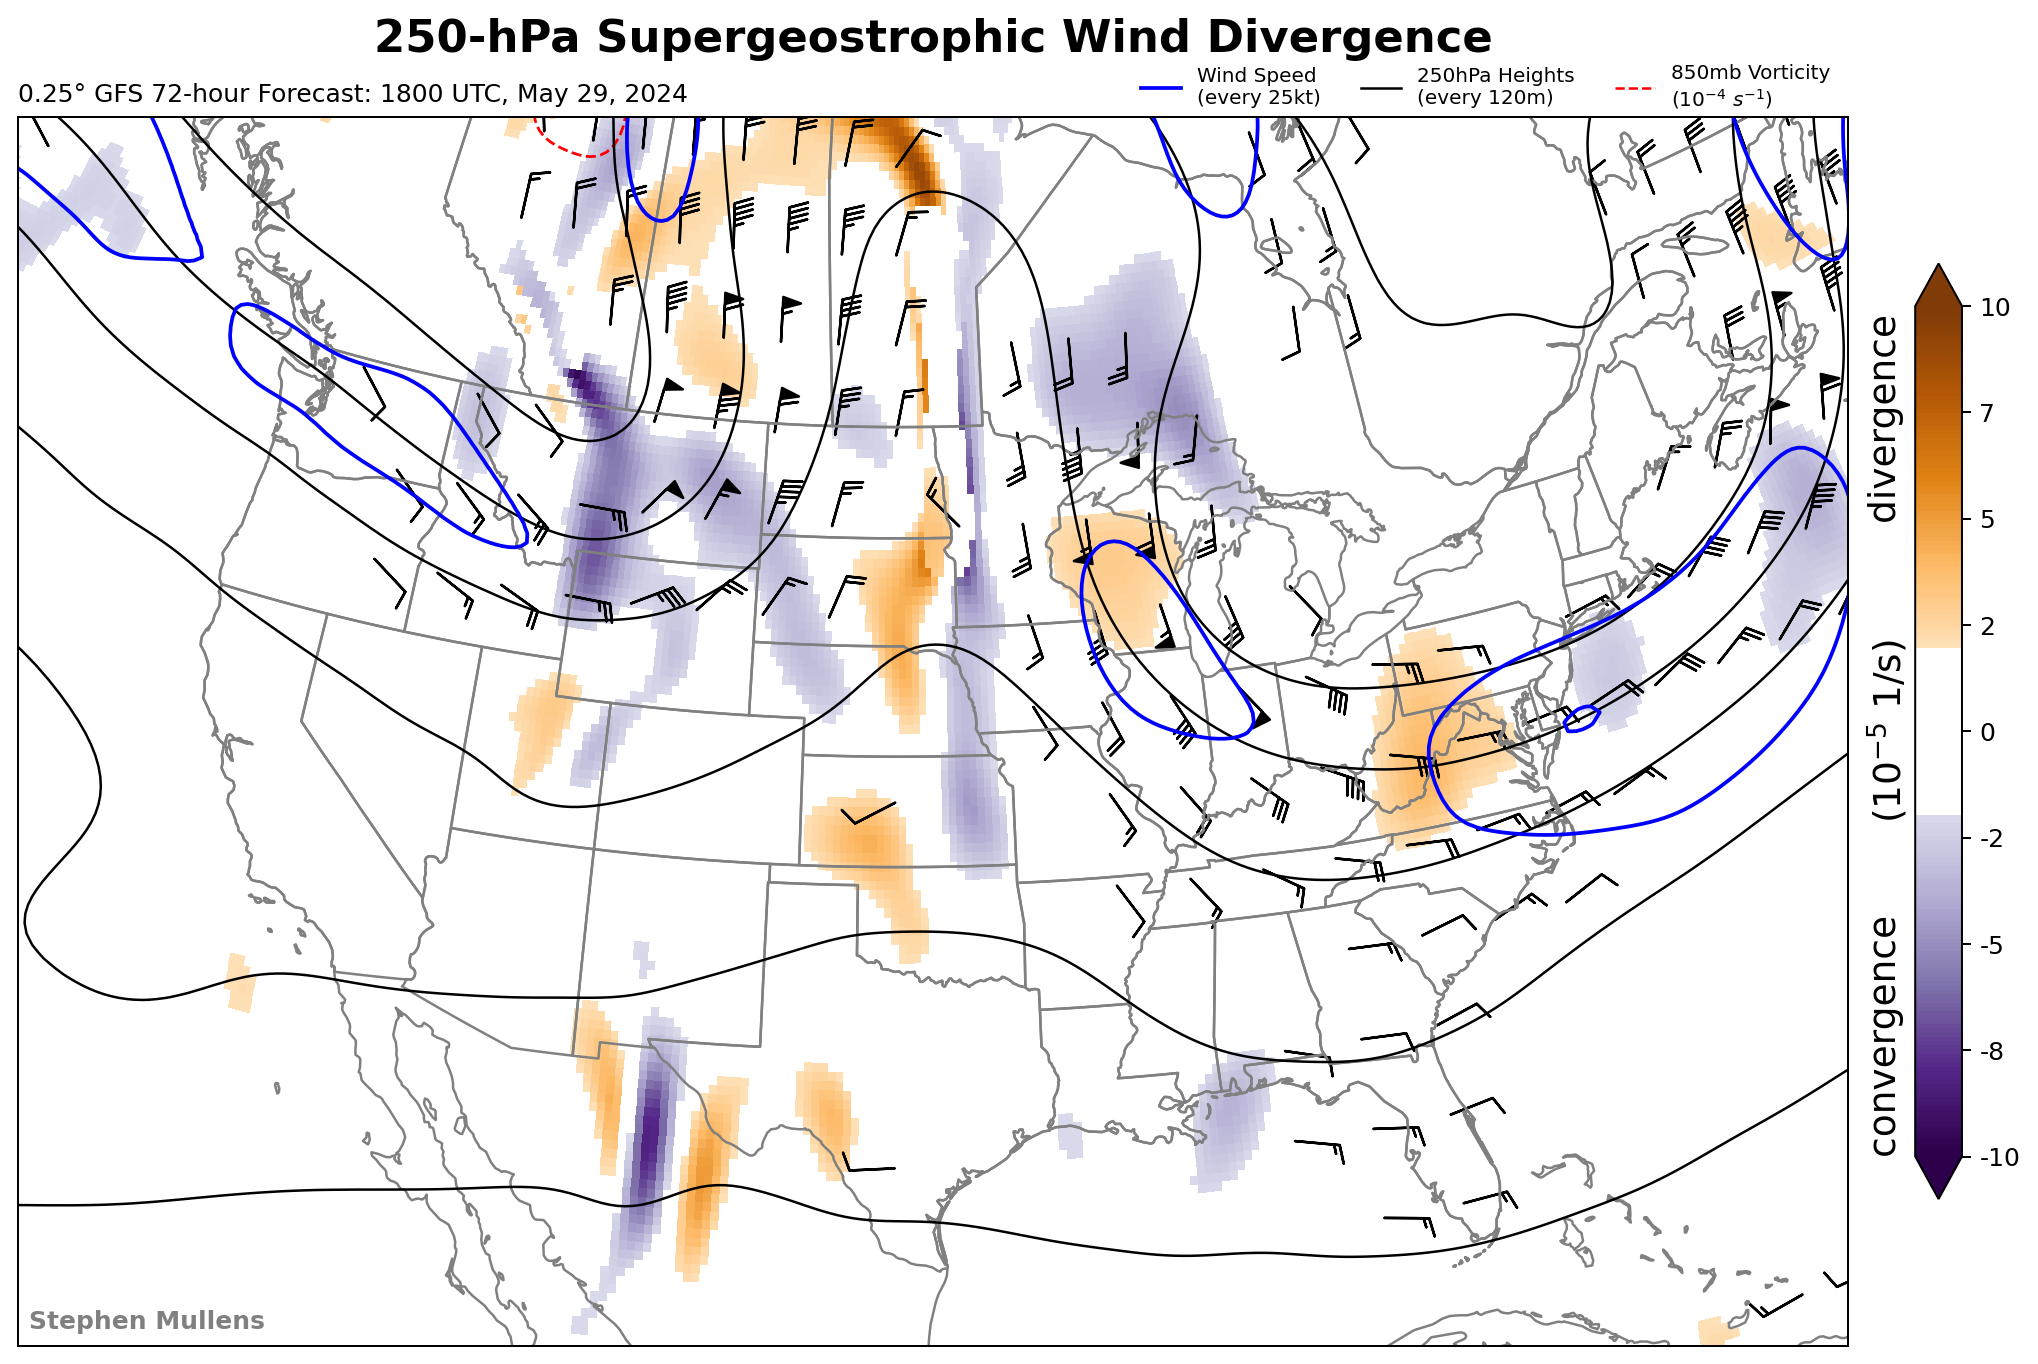 250-hPa Supergeostrophic Wind Divergence
0.25° GFS 72-hour Forecast: 1800 UTC, May 29, 2024
Wind Speed
(every 25kt)
250hPa Heights
(every 120m)
850mb Vorticity
(10⁻⁴ s⁻¹)
10
7
5
2
0
-2
-5
-8
-10
convergence (10⁻⁵ 1/s) divergence
Stephen Mullens